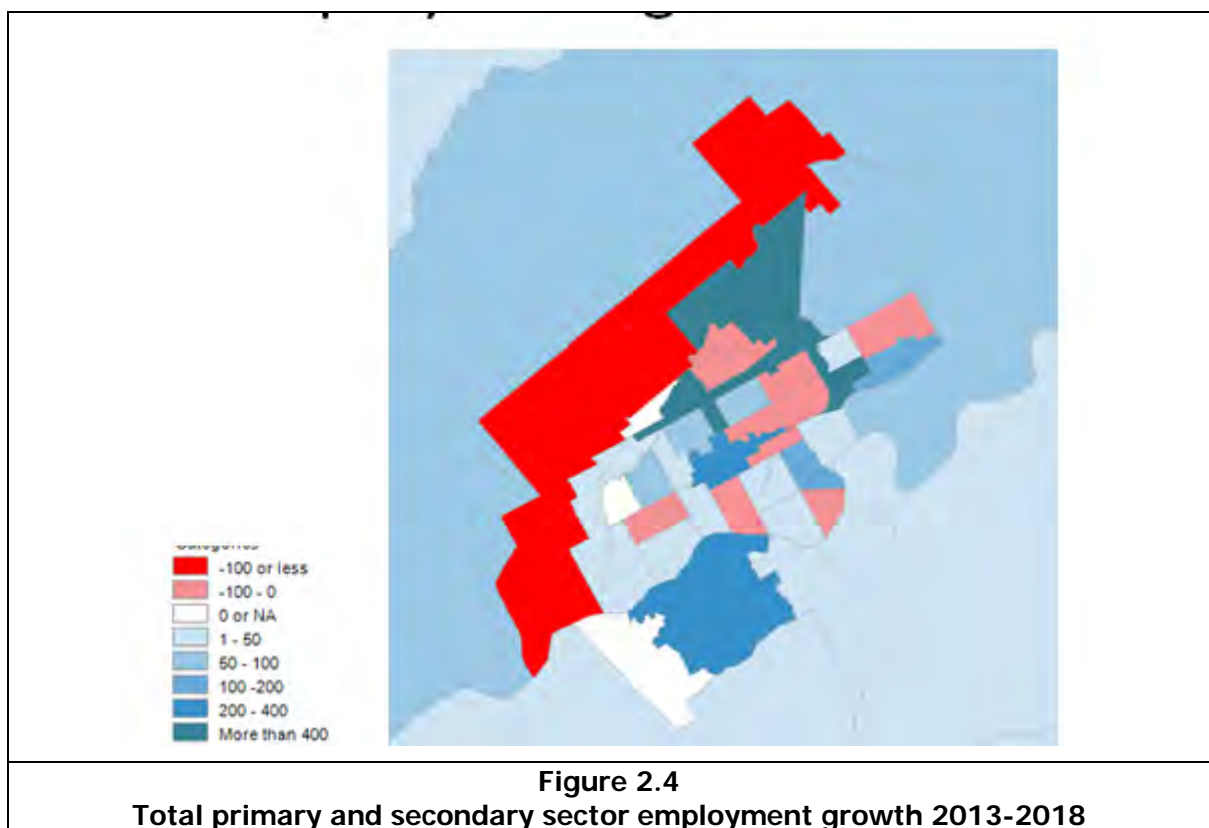 -100 or less
-100 - 0
0 or NA
1 - 50
50 - 100
100 -200
200 - 400
More than 400
Figure 2.4
Total primary and secondary sector employment growth 2013-2018